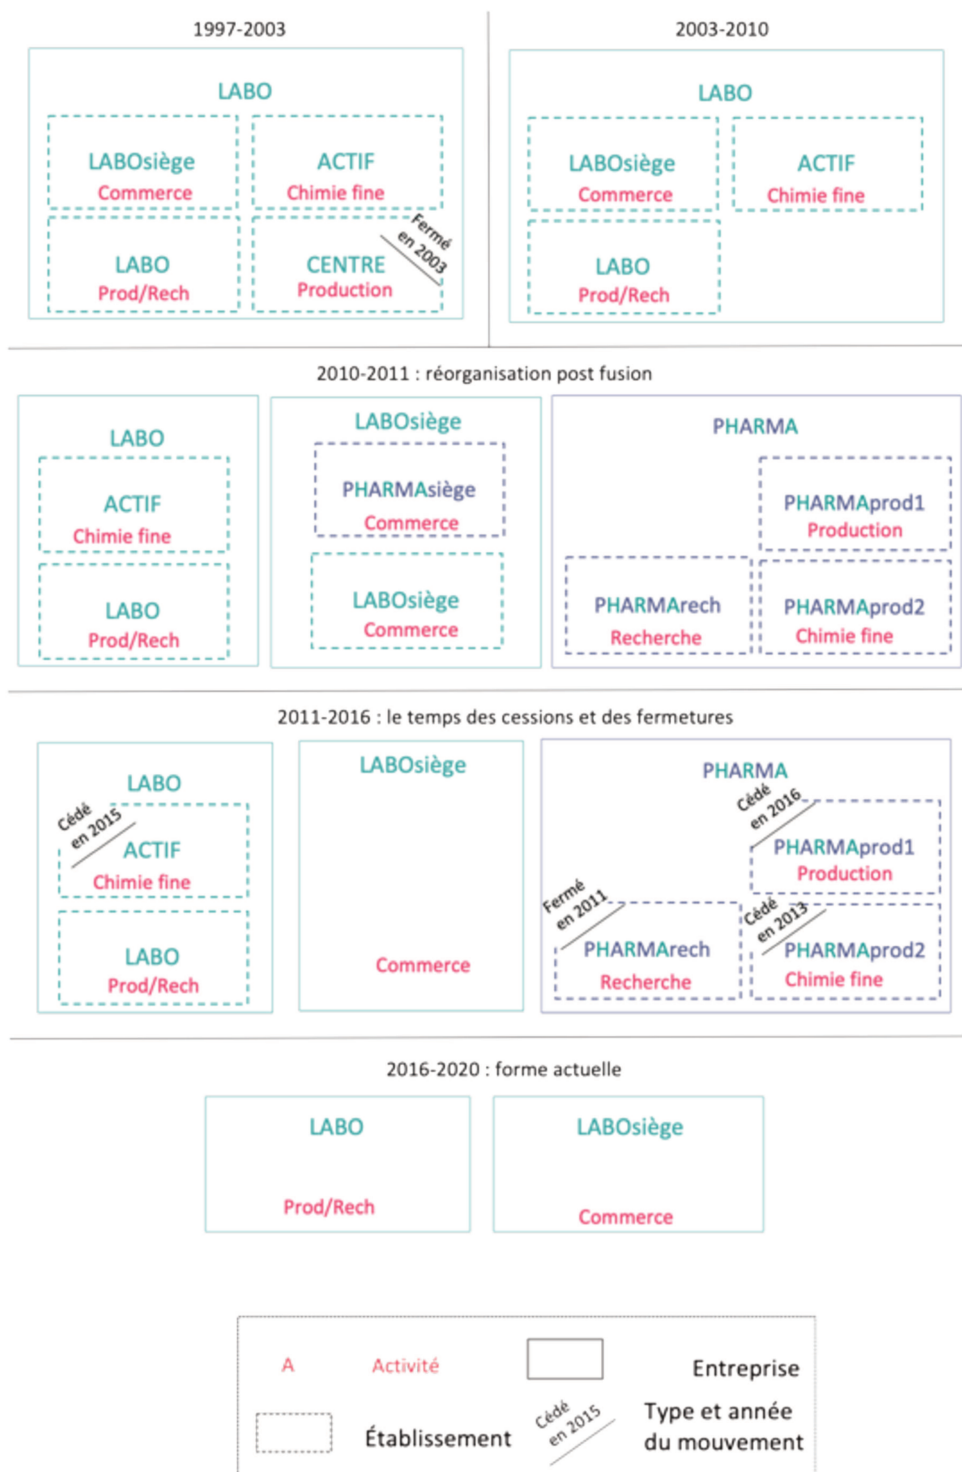 1997-2003
LABO
LABOsiège
Commerce
ACTIF
Chimie fine
LABO
Prod/Rech
CENTRE
Production
Fermé
en 2003
2003-2010
LABO
LABOsiège
Commerce
ACTIF
Chimie fine
LABO
Prod/Rech
2010-2011 : réorganisation post fusion
LABO
ACTIF
Chimie fine
LABO
Prod/Rech
LABOsiège
PHARMAsiège
Commerce
LABOsiège
Commerce
PHARMA
PHARMAprod1
Production
PHARMArech
Recherche
PHARMAprod2
Chimie fine
2011-2016 : le temps des cessions et des fermetures
LABO
Cédé
en 2015
ACTIF
Chimie fine
LABO
Prod/Rech
LABOsiège
Commerce
PHARMA
Cédé
en 2016
PHARMAprod1
Production
Fermé
en 2011
PHARMArech
Recherche
Cédé
en 2013
PHARMAprod2
Chimie fine
2016-2020 : forme actuelle
LABO
Prod/Rech
LABOsiège
Commerce
A
Activité
Entreprise
Établissement
Cédé
en 2015
Type et année
du mouvement